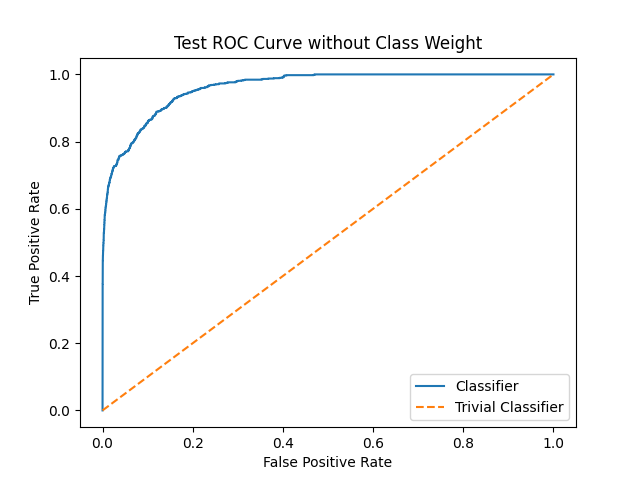 Test ROC Curve without Class Weight
1.0
0.8
0.6
0.4
0.2
0.0
True Positive Rate
0.0 0.2 0.4 0.6 0.8 1.0
False Positive Rate
Classifier
Trivial Classifier